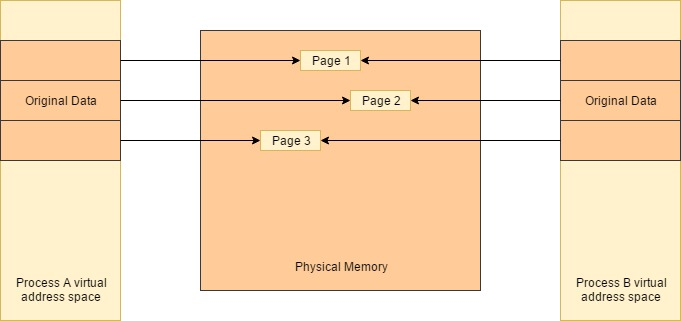 Page 1
Original Data
Page 2
Original Data
Page 3
Physical Memory
Process A virtual
address space
Process B virtual
address space